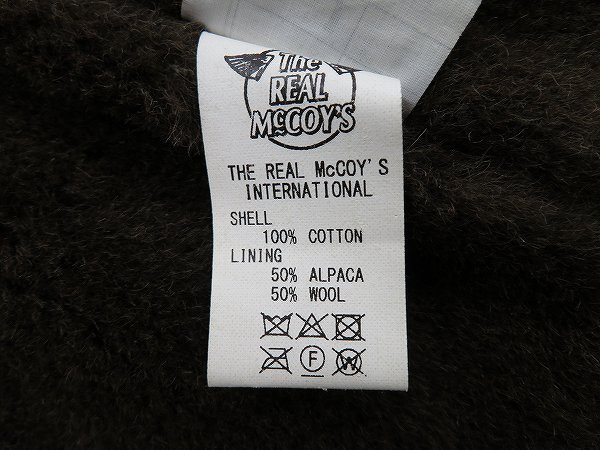 The
REAL
McCOY'S
THE REAL McCOY'S
INTERNATIONAL
SHELL
100% COTTON
LINING
50% ALPACA
50% WOOL
F W